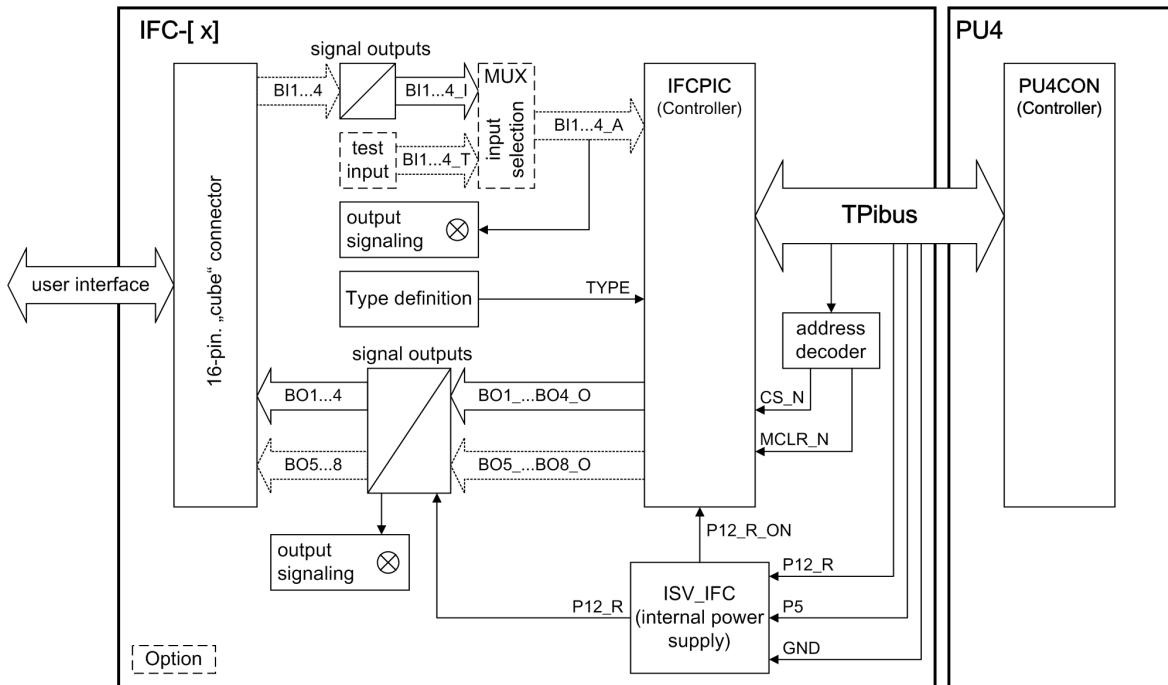 IFC-[ x]
PU4
signal outputs
BI1...4
BI1...4_I
MUX
input
selection
test
input
BI1...4_T
BI1...4_A
IFCPIC
(Controller)
PU4CON
(Controller)
TPibus
output
signaling
user interface
16-pin. „cube“ connector
Type definition
TYPE
address
decoder
signal outputs
BO1...4
BO1_...BO4_O
CS_N
MCLR_N
BO5...8
BO5_...BO8_O
P12_R_ON
output
signaling
P12_R
ISV_IFC
(internal power
supply)
P12_R
P5
GND
Option